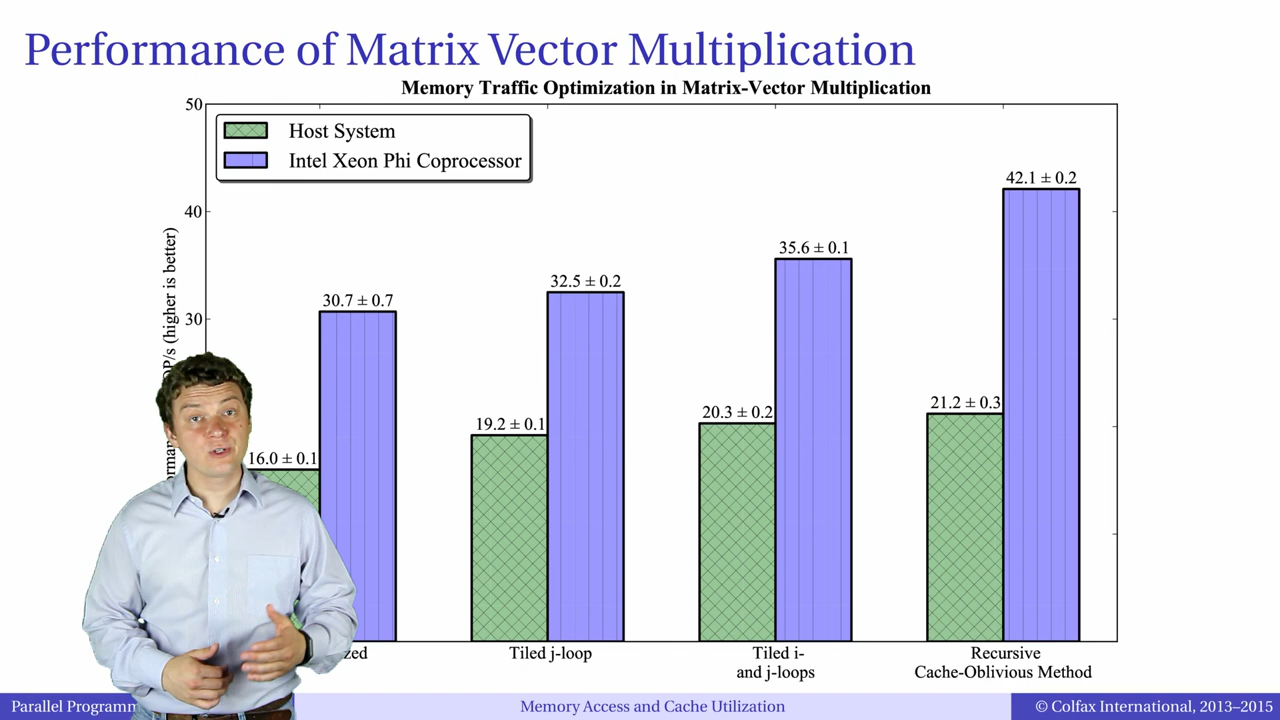 Performance of Matrix Vector Multiplication
Memory Traffic Optimization in Matrix-Vector Multiplication
50
40
30
Host System
Intel Xeon Phi Coprocessor
(higher is better)
16.0 ± 0.1
30.7 ± 0.7
19.2 ± 0.1
32.5 ± 0.2
20.3 ± 0.2
35.6 ± 0.1
21.2 ± 0.3
42.1 ± 0.2
Tiled j-loop
Tiled i-
and j-loops
Recursive
Cache-Oblivious Method
Parallel
Memory Access and Cache Utilization
© Colfax International, 2013–2015